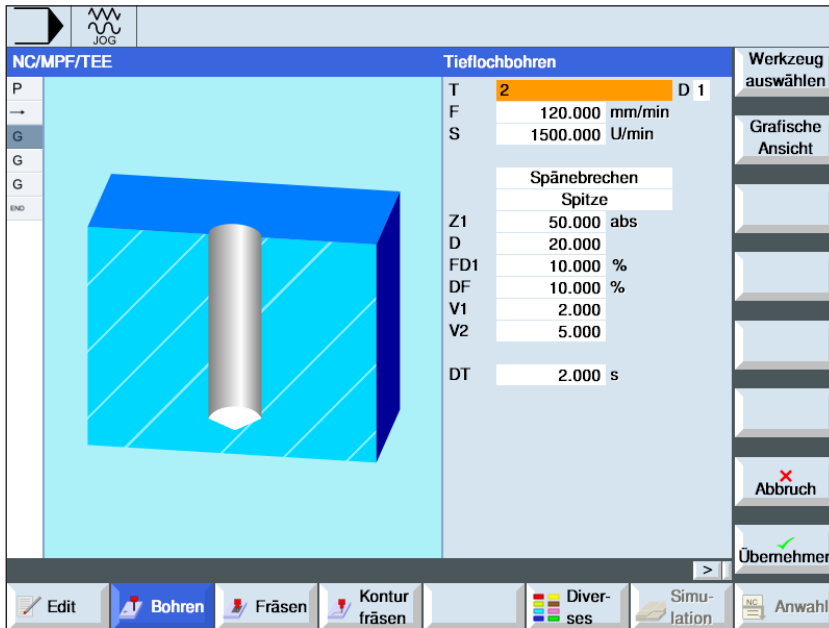 JOG
NC/MPF/TEE
Tieflochbohren
P
G
G
G
END
T 2 D 1
F 120.000 mm/min
S 1500.000 U/min
Spänebrechen
Spitze
Z1 50.000 abs
D 20.000
FD1 10.000 %
DF 10.000 %
V1 2.000
V2 5.000
DT 2.000 s
Werkzeug
auswählen
Grafische
Ansicht
Abbruch
Übernehmen
>
Edit
Bohren
Fräsen
Kontur
fräsen
Diver-
ses
Simu-
lation
NC
Anwahl